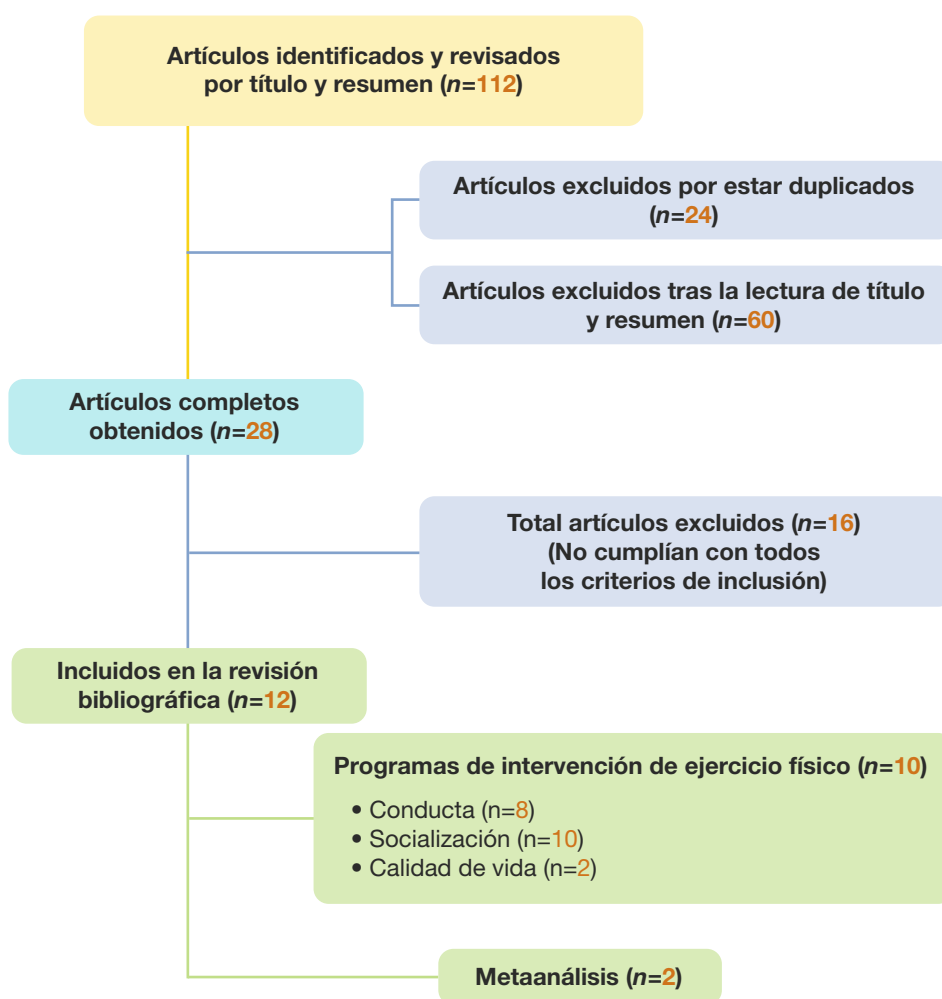 Artículos identificados y revisados
por título y resumen (n=112)
Artículos excluidos por estar duplicados
(n=24)
Artículos excluidos tras la lectura de título
y resumen (n=60)
Artículos completos
obtenidos (n=28)
Total artículos excluidos (n=16)
(No cumplían con todos
los criterios de inclusión)
Incluidos en la revisión
bibliográfica (n=12)
Programas de intervención de ejercicio físico (n=10)
• Conducta (n=8)
• Socialización (n=10)
• Calidad de vida (n=2)
Metaanálisis (n=2)